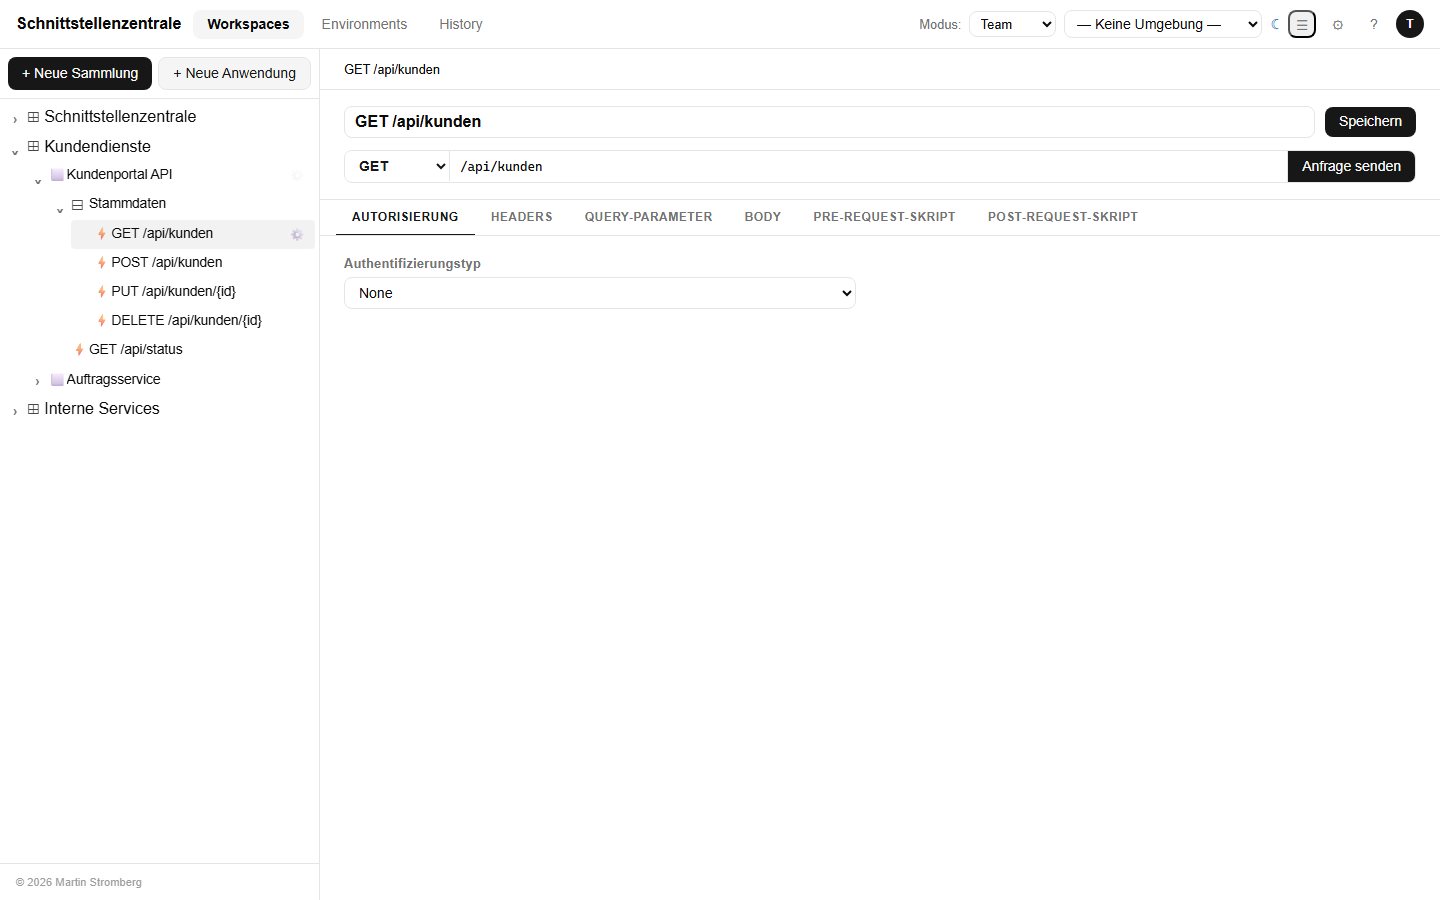 Schnittstellenzentrale Workspaces Environments History Modus: Team — Keine Umgebung — ? T
+ Neue Sammlung + Neue Anwendung
Schnittstellenzentrale
Kundendienste
Kundenportal API
Stammdaten
GET /api/kunden
POST /api/kunden
PUT /api/kunden/{id}
DELETE /api/kunden/{id}
GET /api/status
Auftragsservice
Interne Services
© 2026 Martin Stromberg
GET /api/kunden
GET /api/kunden Speichern
GET /api/kunden Anfrage senden
AUTORISIERUNG HEADERS QUERY-PARAMETER BODY PRE-REQUEST-SKRIPT POST-REQUEST-SKRIPT
Authentifizierungstyp
None